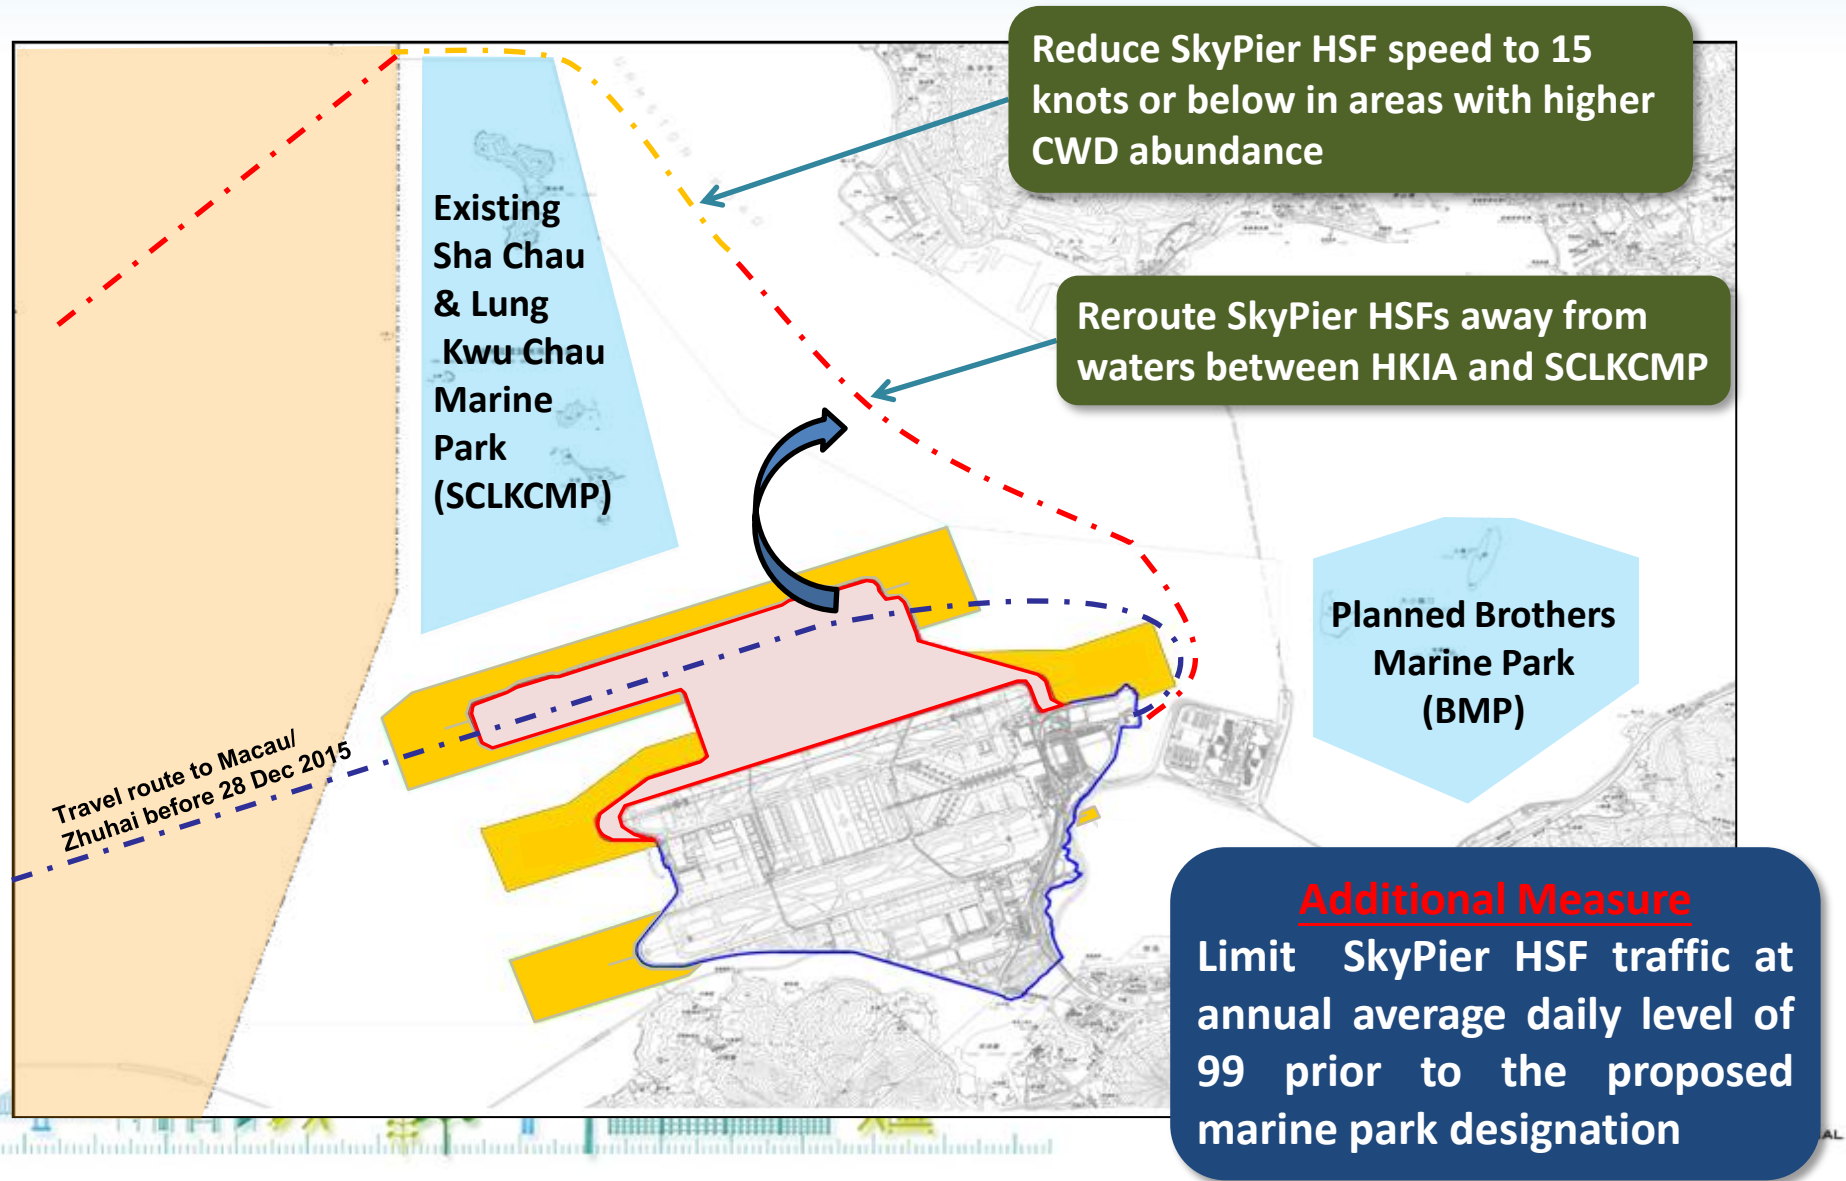 Reduce SkyPier HSF speed to 15
knots or below in areas with higher
CWD abundance
Existing
Sha Chau
& Lung
Kwu Chau
Marine
Park
(SCLKCMP)
Reroute SkyPier HSFs away from
waters between HKIA and SCLKCMP
Planned Brothers
Marine Park
(BMP)
Travel route to Macau/
Zhuhai before 28 Dec 2015
Additional Measure
Limit SkyPier HSF traffic at
annual average daily level of
99 prior to the proposed
marine park designation